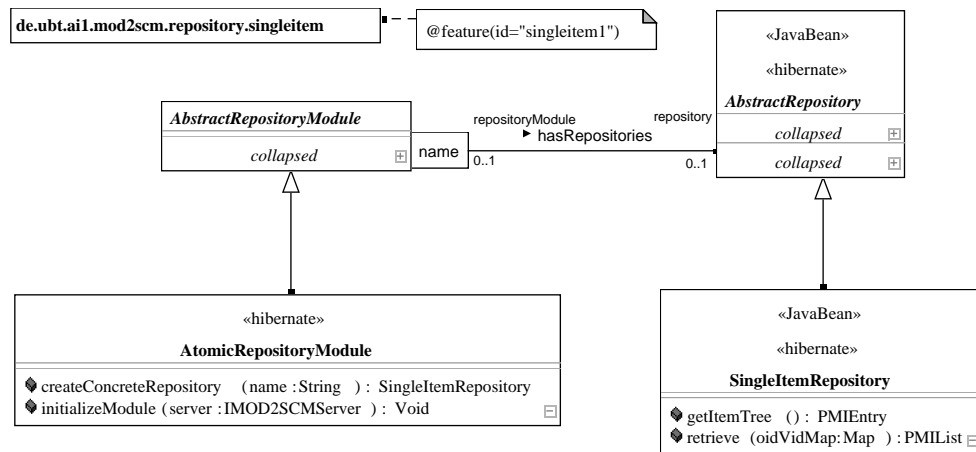 de.ubt.ai1.mod2scm.repository.singleitem
@feature(id="singleitem1")
«JavaBean»
«hibernate»
AbstractRepository
collapsed
collapsed
AbstractRepositoryModule
collapsed
name
repositoryModule
hasRepositories
repository
0..1
0..1
«hibernate»
AtomicRepositoryModule
createConcreteRepository (name :String ) : SingleItemRepository
initializeModule (server :IMOD2SCMServer ) : Void
«JavaBean»
«hibernate»
SingleItemRepository
getItemTree () : PMIEntry
retrieve (oidVidMap:Map ) : PMIList